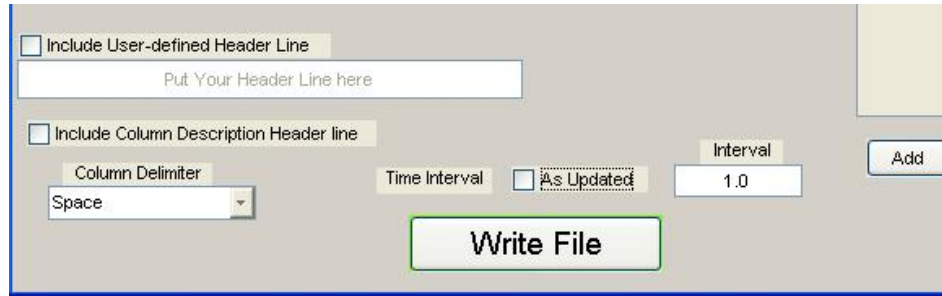 Include User-defined Header Line
Put Your Header Line here
Include Column Description Header line
Interval
Add
Column Delimiter
Time Interval
As Updated
1.0
Space
Write File